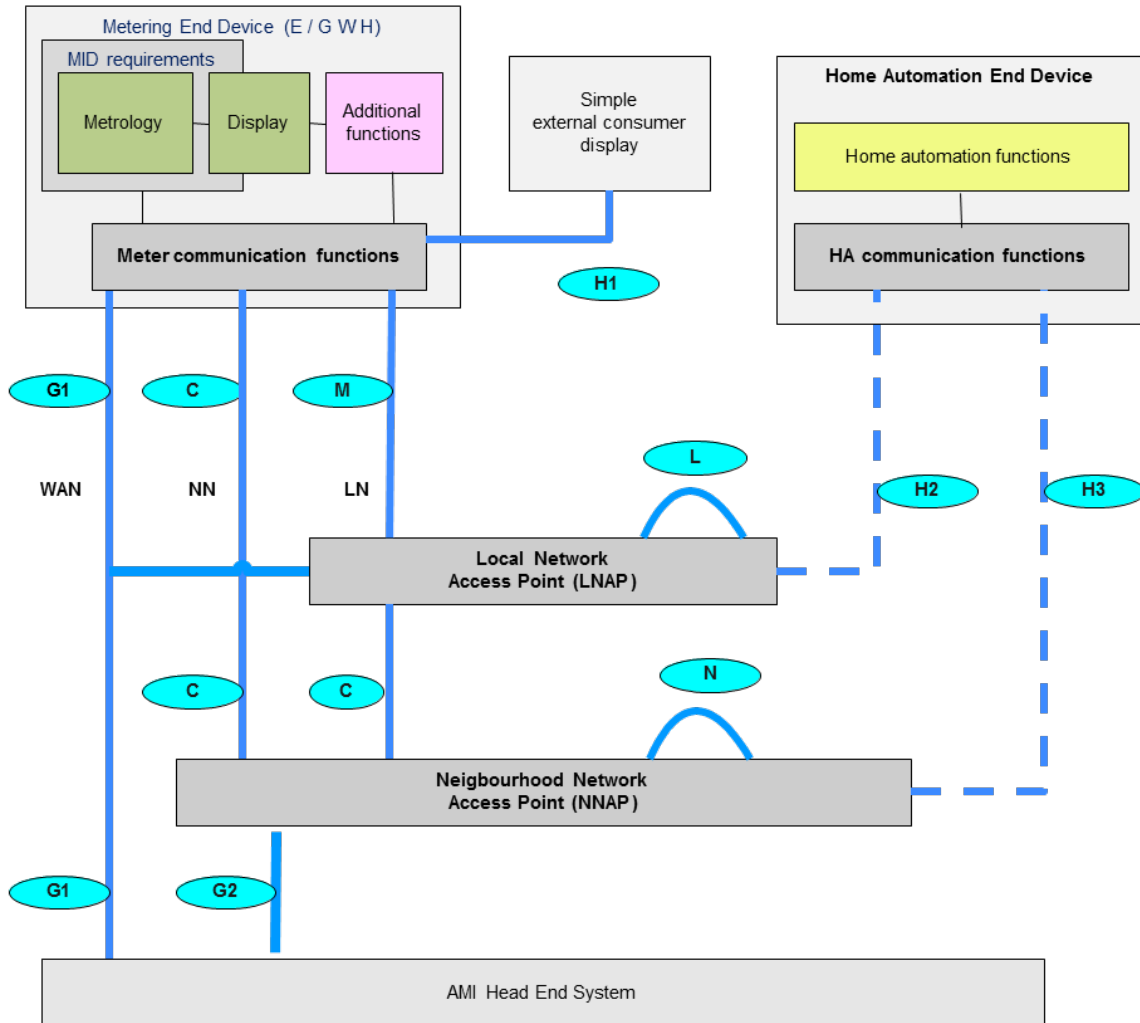 Metering End Device (E / G W H)
MID requirements
Metrology
Display
Additional
functions
Meter communication functions
Simple
external consumer
display
Home Automation End Device
Home automation functions
HA communication functions
H1
G1
C
M
WAN
NN
LN
L
H2
H3
Local Network
Access Point (LNAP)
C
C
N
Neigbourhood Network
Access Point (NNAP)
G1
G2
AMI Head End System